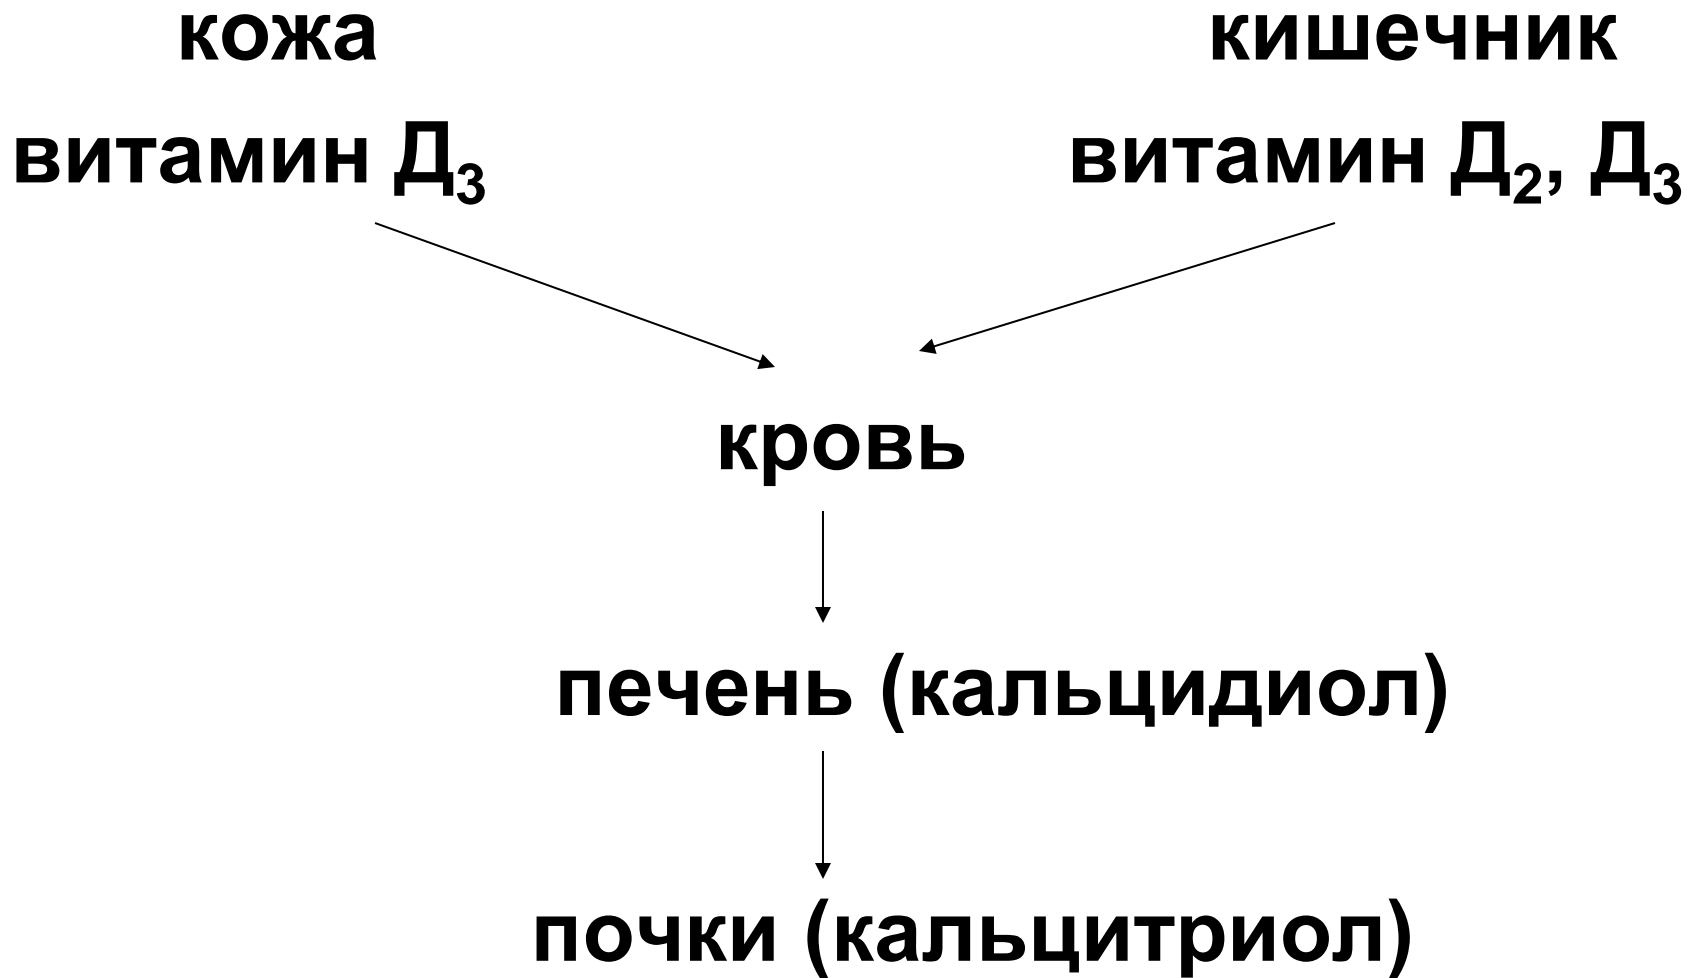 кожа
кишечник
витамин Д₃
витамин Д₂, Д₃
кровь
печень (кальцидиол)
почки (кальцитриол)